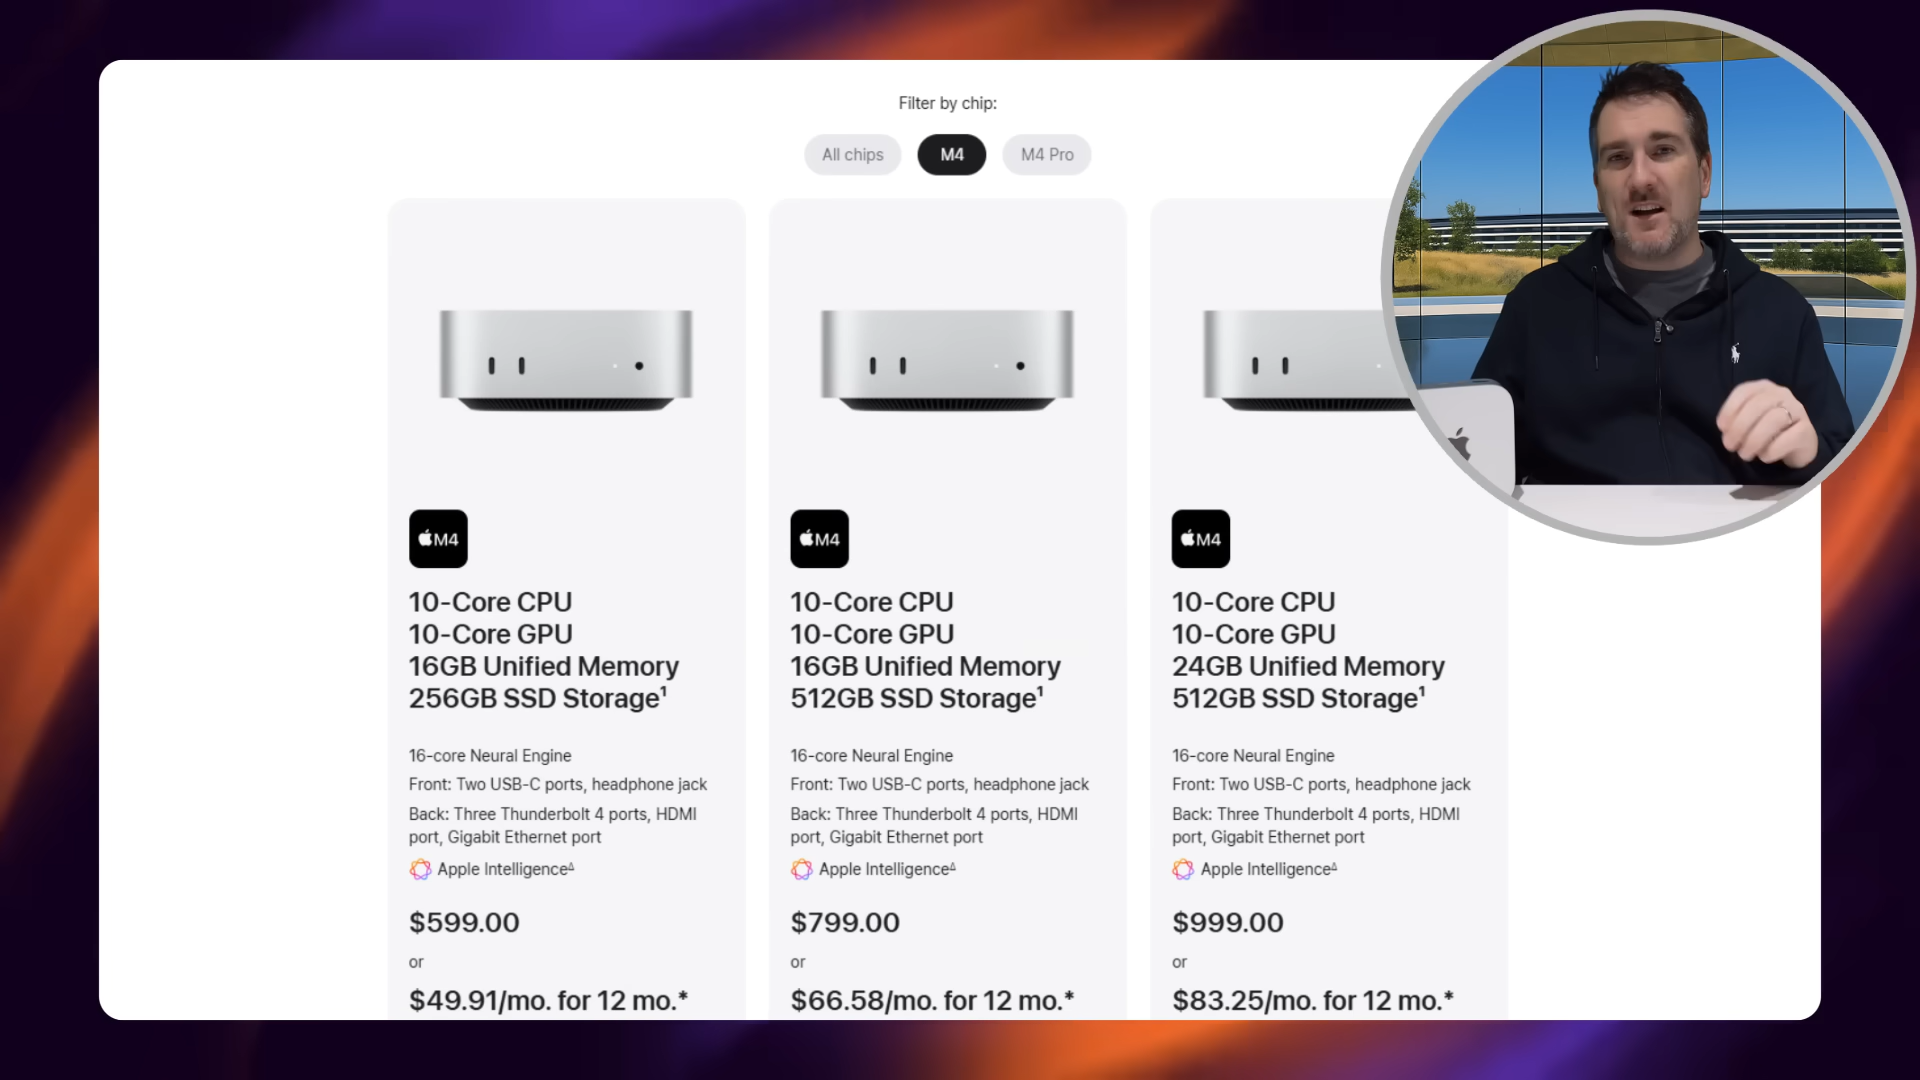 Filter by chip:
All chips
M4
M4 Pro
M4
10-Core CPU
10-Core GPU
16GB Unified Memory
256GB SSD Storage¹
16-core Neural Engine
Front: Two USB-C ports, headphone jack
Back: Three Thunderbolt 4 ports, HDMI
port, Gigabit Ethernet port
Apple IntelligenceΔ
$599.00
or
$49.91/mo. for 12 mo.*
M4
10-Core CPU
10-Core GPU
16GB Unified Memory
512GB SSD Storage¹
16-core Neural Engine
Front: Two USB-C ports, headphone jack
Back: Three Thunderbolt 4 ports, HDMI
port, Gigabit Ethernet port
Apple IntelligenceΔ
$799.00
or
$66.58/mo. for 12 mo.*
M4
10-Core CPU
10-Core GPU
24GB Unified Memory
512GB SSD Storage¹
16-core Neural Engine
Front: Two USB-C ports, headphone jack
Back: Three Thunderbolt 4 ports, HDMI
port, Gigabit Ethernet port
Apple IntelligenceΔ
$999.00
or
$83.25/mo. for 12 mo.*